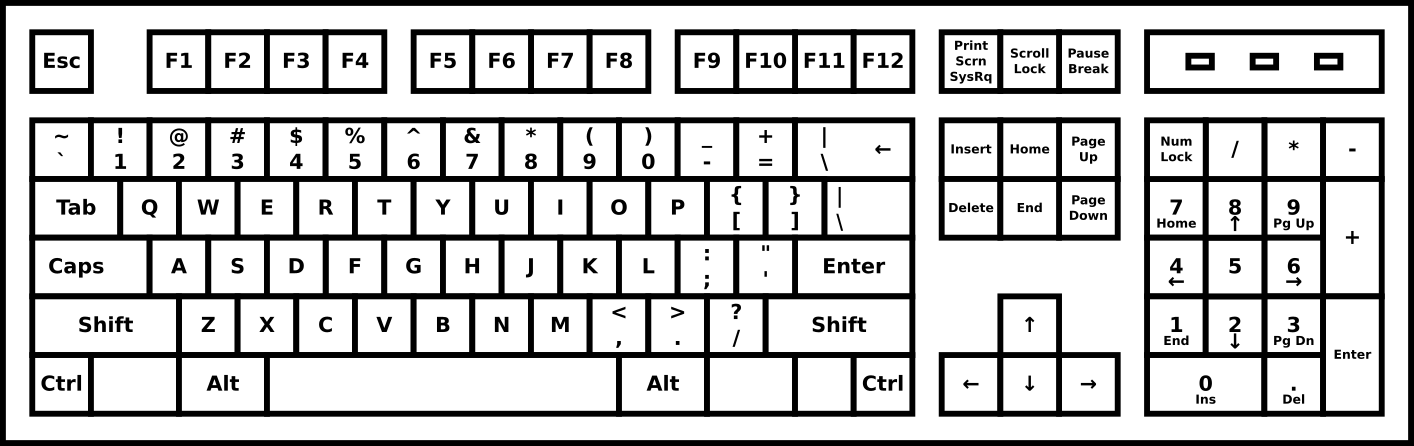 Esc F1 F2 F3 F4 F5 F6 F7 F8 F9 F10 F11 F12 Print Scrn SysRq Scroll Lock Pause Break
~ ! @ # $ % ^ & * ( ) _ + |
` 1 2 3 4 5 6 7 8 9 0 - = \ ← Insert Home Page Up Num Lock / * -
Tab Q W E R T Y U I O P { [ } ] | \ Delete End Page Down 7 Home 8 ↑ 9 Pg Up +
Caps A S D F G H J K L : ; " ' Enter 4 ← 5 6 →
Shift Z X C V B N M < , > . ? / Shift ↑ 1 End 2 ↓ 3 Pg Dn Enter
Ctrl Alt Alt Ctrl ← ↓ → 0 Ins . Del